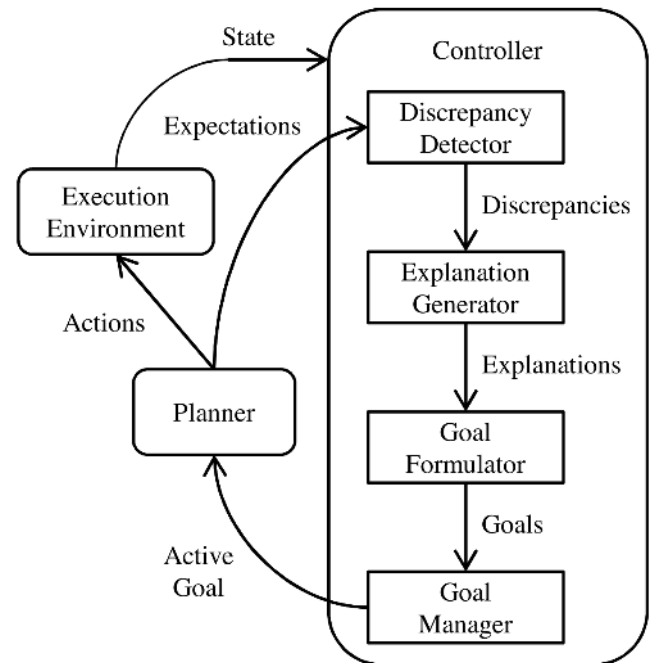 State
Controller
Expectations
Discrepancy
Detector
Execution
Environment
Discrepancies
Explanation
Generator
Actions
Explanations
Planner
Goal
Formulator
Goals
Active
Goal
Goal
Manager